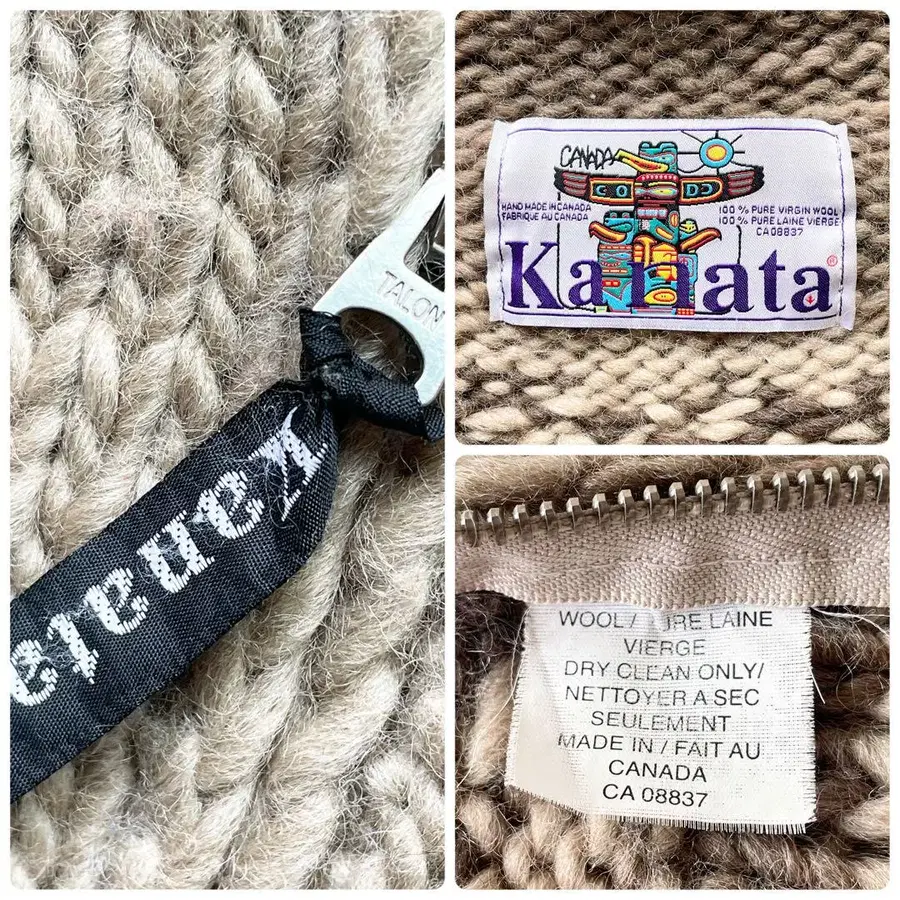 TALON
Kanata
CANADA
HAND MADE IN CANADA
FABRIQUE AU CANADA
100 % PURE VIRGIN WOOL
100 % PURE LAINE VIERGE
CA08837
Kanata®
WOOL / PURE LAINE
VIERGE
DRY CLEAN ONLY/
NETTOYER A SEC
SEULEMENT
MADE IN / FAIT AU
CANADA
CA 08837